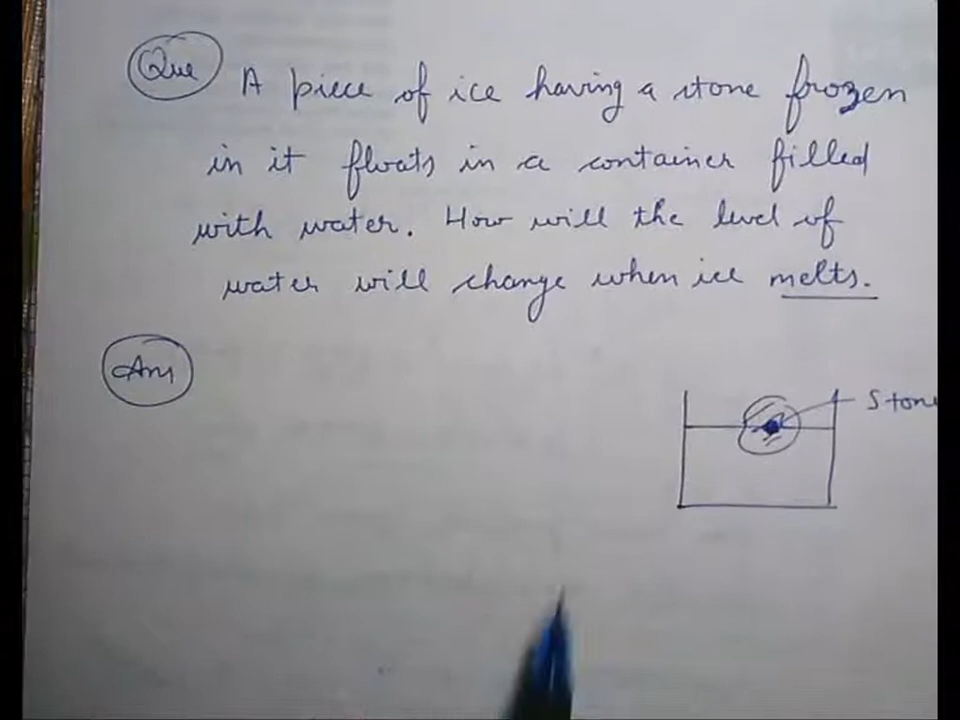 Que A piece of ice having a stone frozen
in it floats in a container filled
with water. How will the level of
water will change when ice melts.
Ans
Stone